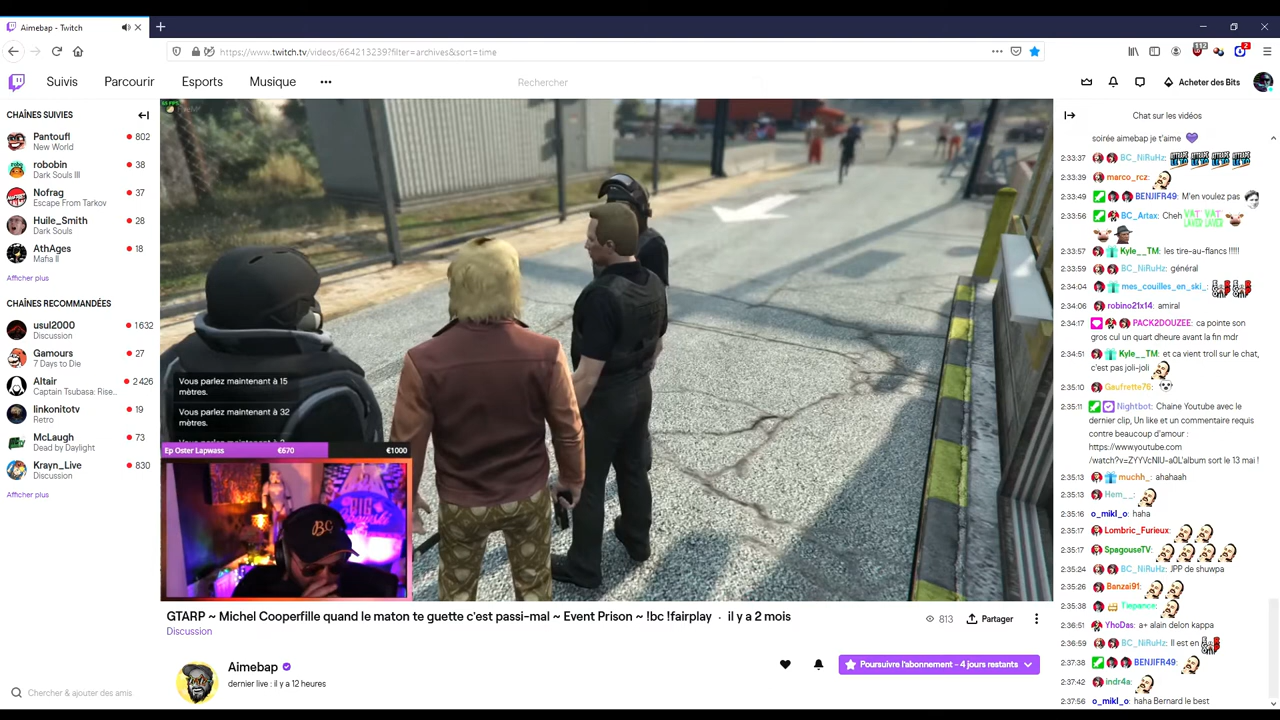 Aimebap - Twitch
https://www.twitch.tv/videos/664213239?filter=archives&sort=time
112
2
Suivis
Parcourir
Esports
Musique
Rechercher
Acheter des Bits
CHAÎNES SUIVIES
Pantoufl
802
New World
robobin
38
Dark Souls III
Nofrag
37
Escape From Tarkov
Huile_Smith
28
Dark Souls
AthAges
18
Mafia II
Afficher plus
CHAÎNES RECOMMANDÉES
usul2000
1 632
Discussion
Gamours
27
7 Days to Die
Altair
2 426
Captain Tsubasa: Rise...
linkonitotv
19
Retro
McLaugh
73
Dead by Daylight
Krayn_Live
830
Discussion
Afficher plus
Chercher & ajouter des amis
Vous parlez maintenant à 15
mètres.
Vous parlez maintenant à 32
mètres.
Ep Oster Lapwass
€670
€1000
BC
GTARP ~ Michel Cooperfille quand le maton te guette c'est passi-mal ~ Event Prison ~ !bc !fairplay · il y a 2 mois
Discussion
813
Partager
Aimebap
dernier live : il y a 12 heures
Poursuivre l'abonnement - 4 jours restants
Chat sur les vidéos
soirée aimebap je t'aime
2:33:37 BC_NiRuHz:
2:33:39 marco_rcz:
2:33:49 BENJIFR49: M'en voulez pas
2:33:56 BC_Artax: Cheh
2:33:57 Kyle__TM: les tire-au-flancs !!!!!
2:33:59 BC_NiRuHz: général
2:34:04 mes_couilles_en_ski_:
2:34:06 robino21x14: amiral
2:34:17 PACK2DOUZEE: ca pointe son
gros cul un quart dheure avant la fin mdr
2:34:51 Kyle__TM: et ca vient troll sur le chat,
c'est pas joli-joli
2:35:10 Gaufrette76:
2:35:11 Nightbot: Chaine Youtube avec le
dernier clip, Un like et un commentaire requis
contre beaucoup d'amour :
https://www.youtube.com
/watch?v=ZYYVcNIU-a0L'album sort le 13 mai !
2:35:13 muchh_: ahahaah
2:35:13 Hem__:
2:35:16 o_mikl_o: haha
2:35:17 Lombric_Furieux:
2:35:17 SpagouseTV:
2:35:24 BC_NiRuHz: JPP de shuwpa
2:35:26 Banzai91:
2:35:38 Tiepance:
2:36:51 YhoDas: a+ alain delon kappa
2:36:59 BC_NiRuHz: Il est en
2:37:38 BENJIFR49:
2:37:42 indr4a:
2:37:56 o_mikl_o: haha Bernard le best